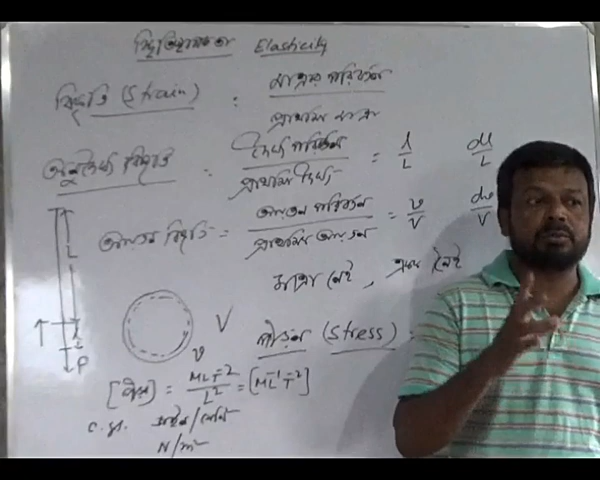 স্থিতিস্থাপকতা Elasticity
বিকৃতি (Strain) : মাত্রার পরিবর্তন
প্রাথমিক মাত্রা
অনুদৈর্ঘ্য বিকৃতি : দৈর্ঘ্য পরিবর্তন / প্রাথমিক দৈর্ঘ্য = l/L dl/L
আয়তন বিকৃতি = আয়তন পরিবর্তন / প্রাথমিক আয়তন = v/V dv/V
মাত্রা নেই, একক নেই
L
l
P
V
v
পীড়ন (Stress) :
[পীড়ন] = MLT⁻²/L² = [ML⁻¹T⁻²]
N/m²